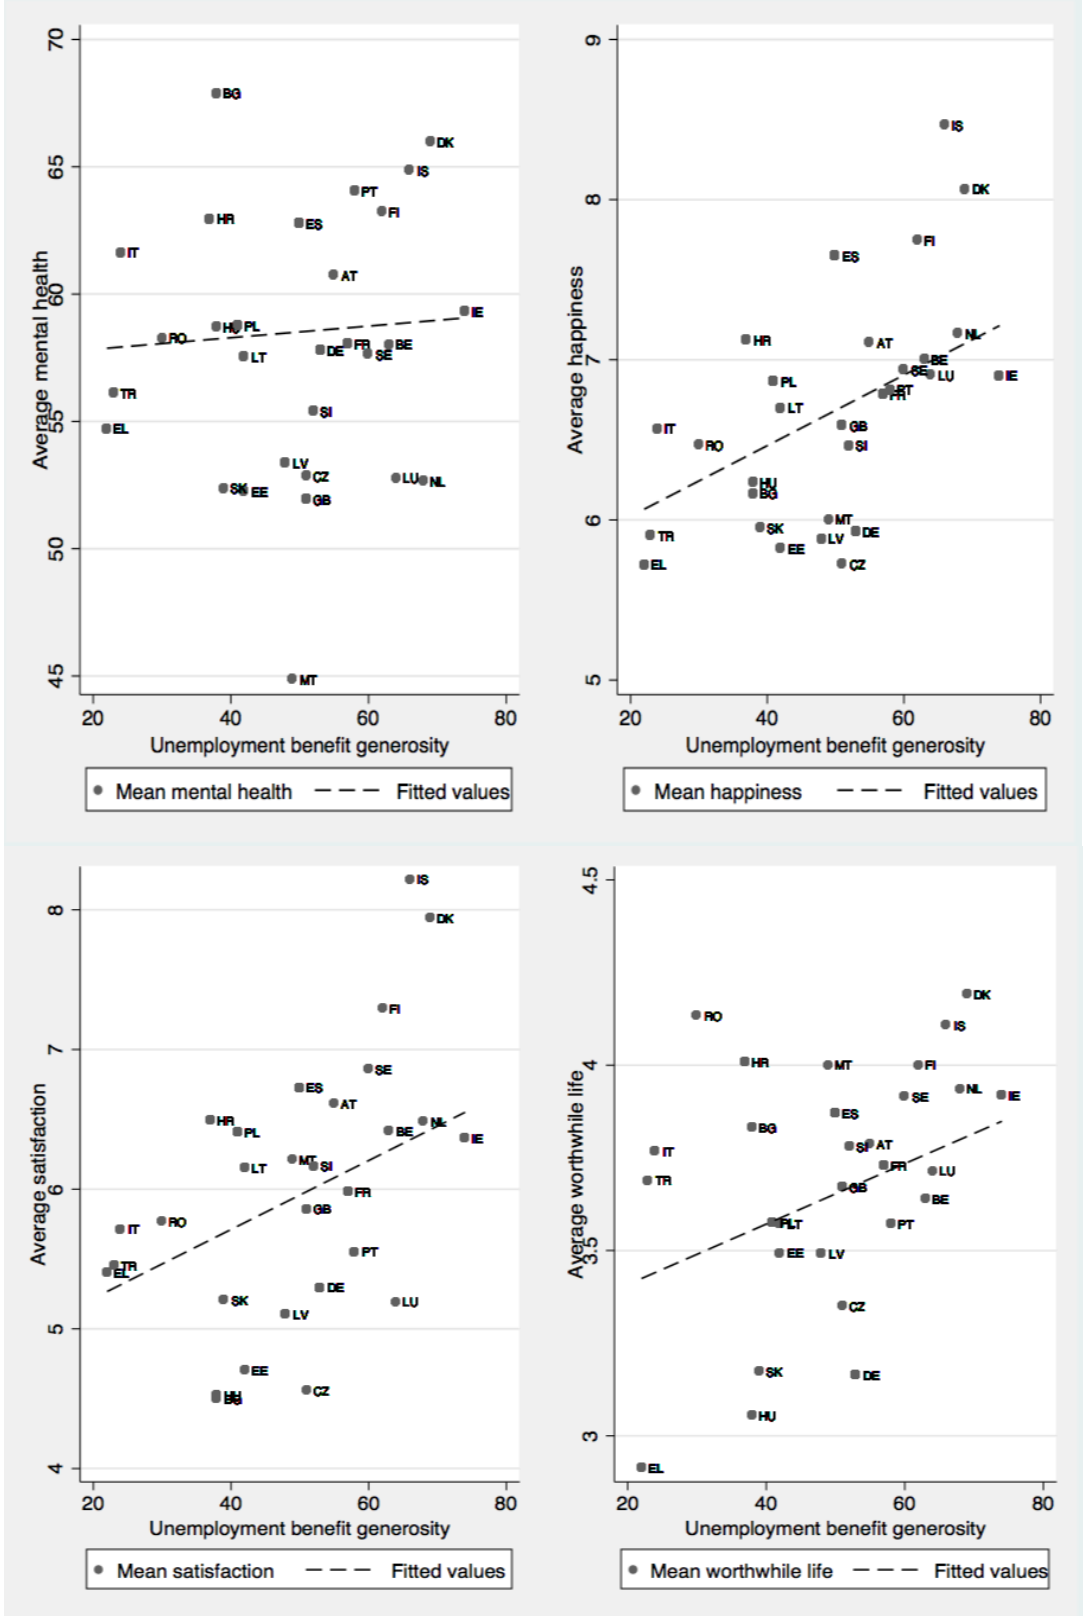 Average mental health
70
65
60
55
50
45
BG
DK
IS
PT
FI
HR
ES
IT
AT
IE
HU
PL
RO
FR
BE
DE
SE
LT
TR
SI
EL
LV
CZ
LU
NL
SK
EE
GB
MT
20 40 60 80
Unemployment benefit generosity
Mean mental health Fitted values
Average happiness
9
8
7
6
5
IS
DK
FI
ES
NL
HR
AT
BE
SE
LU
IE
PL
PT
FR
LT
GB
IT
RO
SI
HU
BG
MT
SK
DE
TR
LV
EE
EL
CZ
20 40 60 80
Unemployment benefit generosity
Mean happiness Fitted values
Average satisfaction
8
7
6
5
4
IS
DK
FI
SE
ES
AT
HR
NL
PL
BE
IE
MT
LT
SI
FR
GB
RO
IT
PT
TR
EL
DE
SK
LU
LV
EE
CZ
HU
BG
20 40 60 80
Unemployment benefit generosity
Mean satisfaction Fitted values
Average worthwhile life
4.5
4
3.5
3
DK
RO
IS
HR
MT
FI
NL
SE
IE
ES
BG
SI
AT
IT
FR
LU
TR
GB
BE
PL
LT
PT
EE
LV
CZ
SK
DE
HU
EL
20 40 60 80
Unemployment benefit generosity
Mean worthwhile life Fitted values